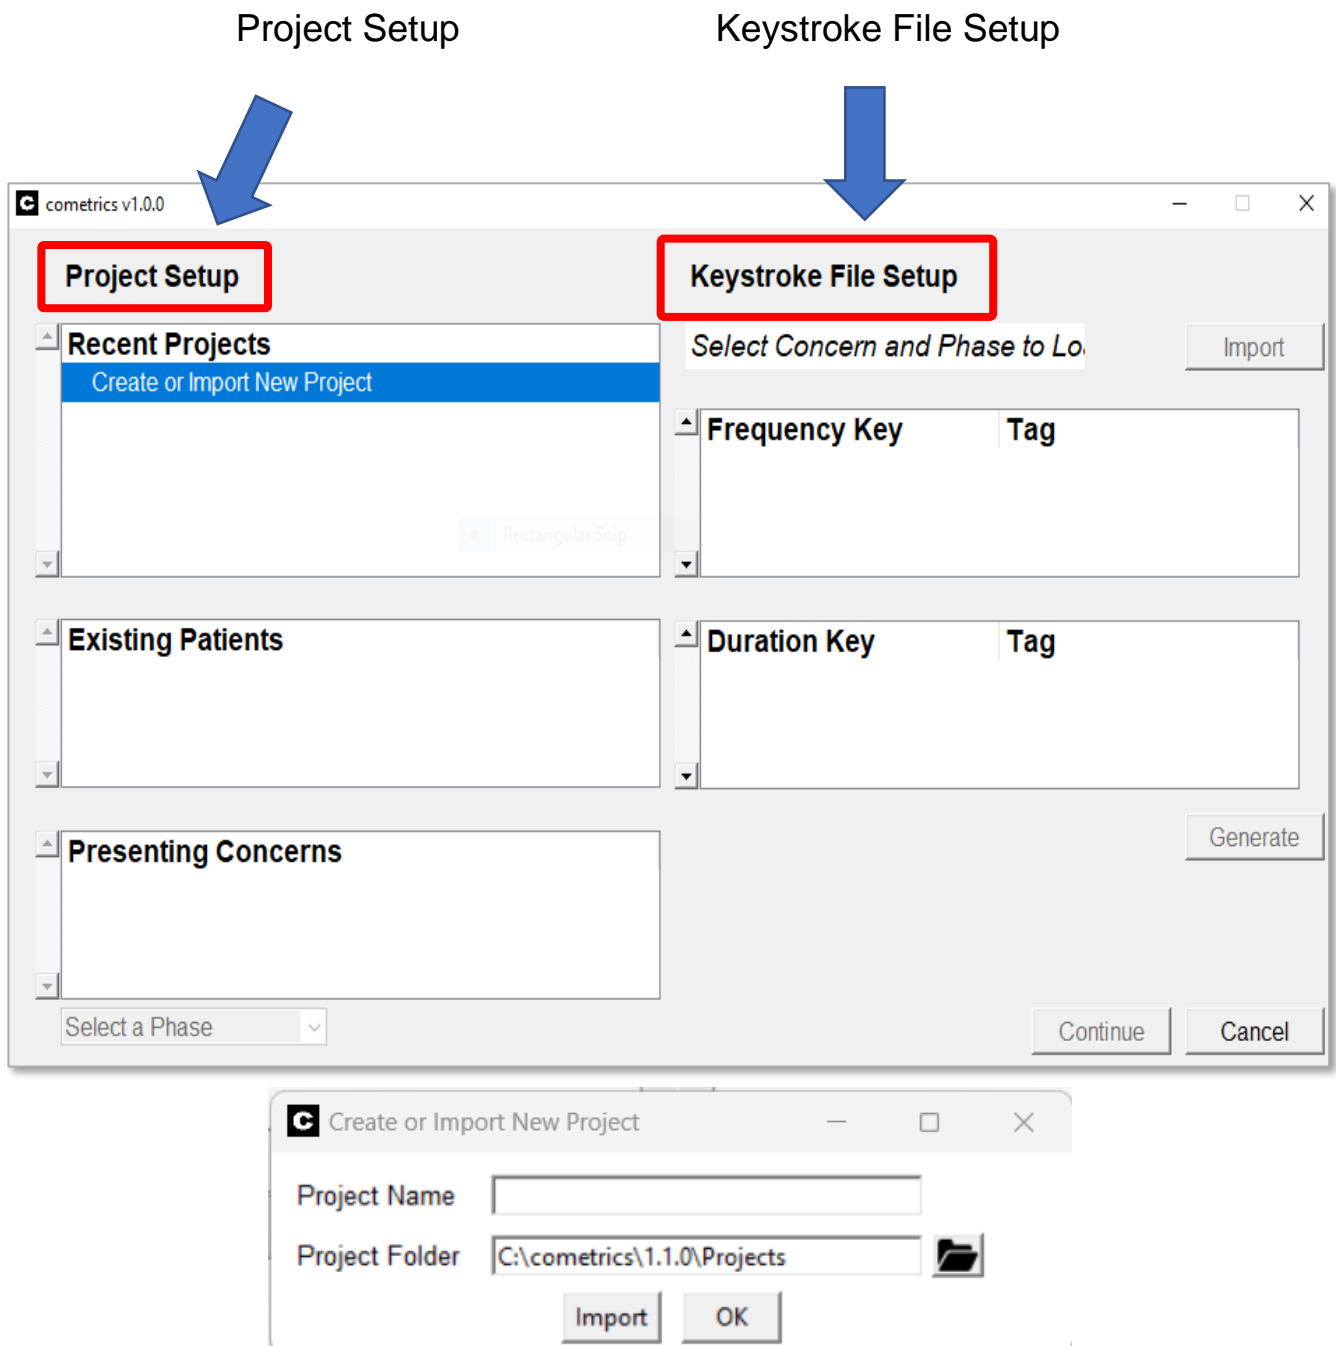 Project Setup
Keystroke File Setup
C cometrics v1.0.0
Project Setup
Keystroke File Setup
Recent Projects
Create or Import New Project
Select Concern and Phase to Lo
Import
Frequency Key Tag
Rectangular Snip
Existing Patients
Duration Key Tag
Presenting Concerns
Generate
Select a Phase
Continue
Cancel
C Create or Import New Project
Project Name
Project Folder C:\cometrics\1.1.0\Projects
Import OK